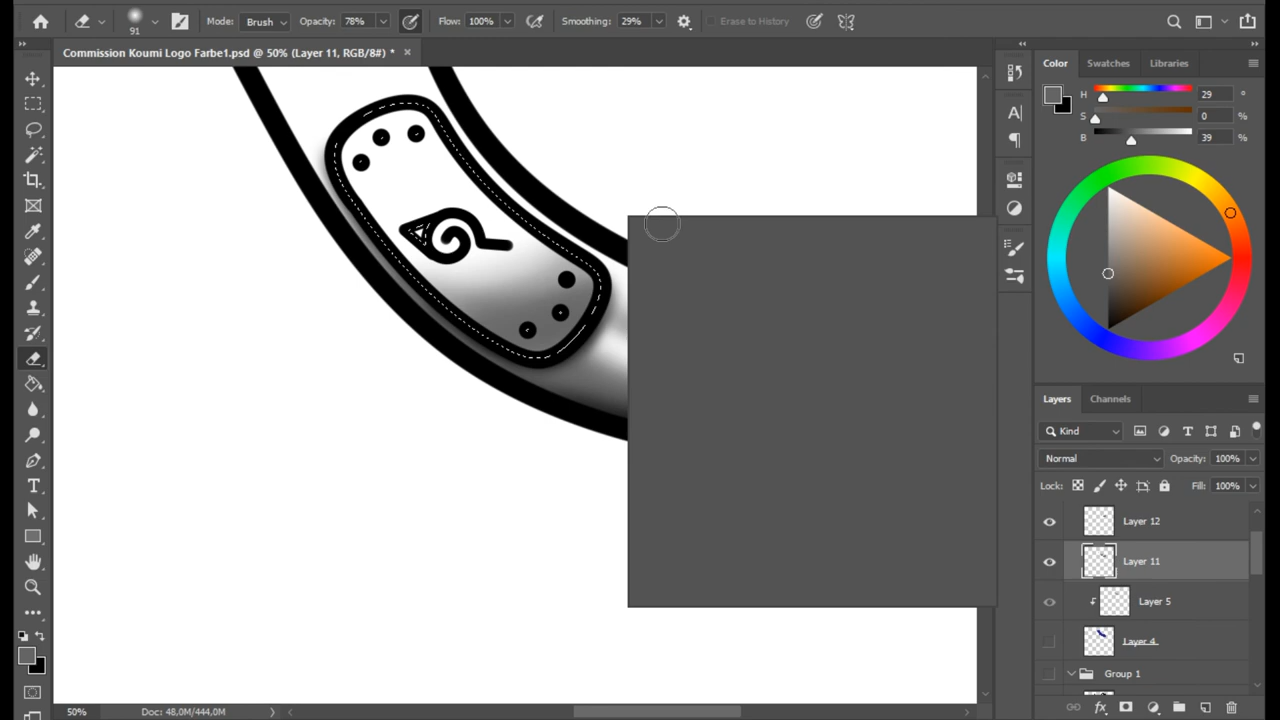 91
Mode: Brush
Opacity: 78%
Flow: 100%
Smoothing: 29%
Erase to History
Commission Koumi Logo Farbe1.psd @ 50% (Layer 11, RGB/8#) * ×
Color
Swatches
Libraries
H 29 °
S 0 %
B 39 %
Layers
Channels
Kind
Normal
Opacity: 100%
Lock:
Fill: 100%
Layer 12
Layer 11
Layer 5
Layer 4
Group 1
50%
Doc: 48,0M/444,0M